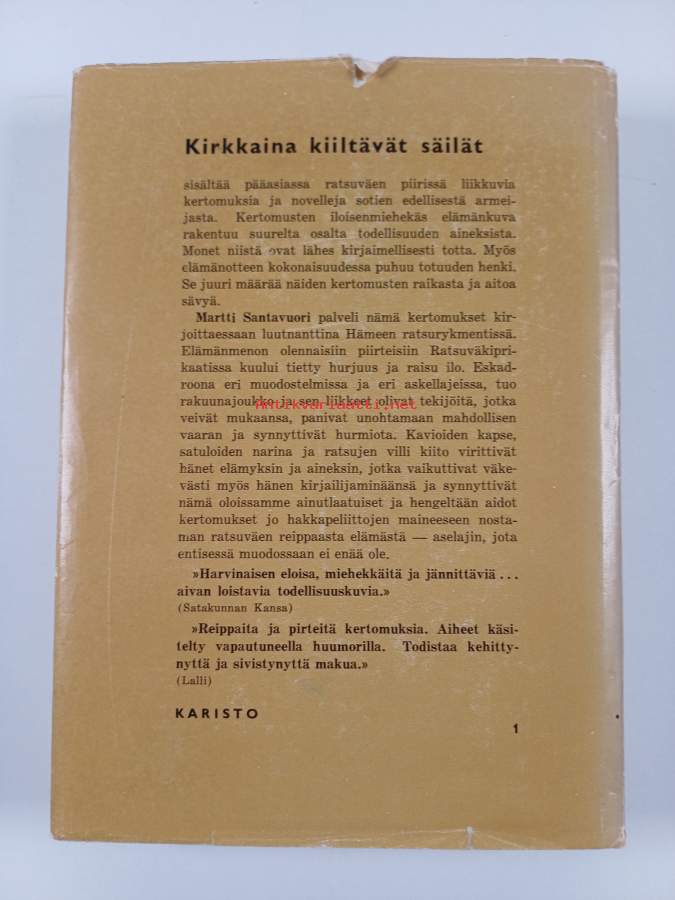 Kirkkaina kiiltävät säilät
sisältää pääasiassa ratsuväen piirissä liikkuvia
kertomuksia ja novelleja sotien edellisestä armei-
jasta. Kertomusten iloisenmiehekäs elämänkuva
rakentuu suurelta osalta todellisuuden aineksista.
Monet niistä ovat lähes kirjaimellisesti totta. Myös
elämänotteen kokonaisuudessa puhuu totuuden henki.
Se juuri määrää näiden kertomusten raikasta ja aitoa
sävyä.
Martti Santavuori palveli nämä kertomukset kir-
joittaessaan luutnanttina Hämeen ratsurykmentissä.
Elämänmenon olennaisiin piirteisiin Ratsuväkipri-
kaatissa kuului tietty hurjuus ja raisu ilo. Eskad-
roona eri muodostelmissa ja eri askellajeissa, tuo
rakuunajoukko ja sen liikkeet olivat tekijöitä, jotka
Antikvariaatti.net
veivät mukaansa, panivat unohtamaan mahdollisen
vaaran ja synnyttivät hurmiota. Kavioiden kapse,
satuloiden narina ja ratsujen villi kiito virittivät
hänet elämyksin ja aineksin, jotka vaikuttivat väke-
västi myös hänen kirjailijaminäänsä ja synnyttivät
nämä oloissamme ainutlaatuiset ja hengeltään aidot
kertomukset jo hakkapeliittojen maineeseen nosta-
man ratsuväen reippaasta elämästä — aselajin, jota
entisessä muodossaan ei enää ole.
»Harvinaisen eloisa, miehekkäitä ja jännittäviä...
aivan loistavia todellisuuskuvia.»
(Satakunnan Kansa)
»Reippaita ja pirteitä kertomuksia. Aiheet käsi-
telty vapautuneella huumorilla. Todistaa kehitty-
nyttä ja sivistynyttä makua.»
(Lalli)
KARISTO
1